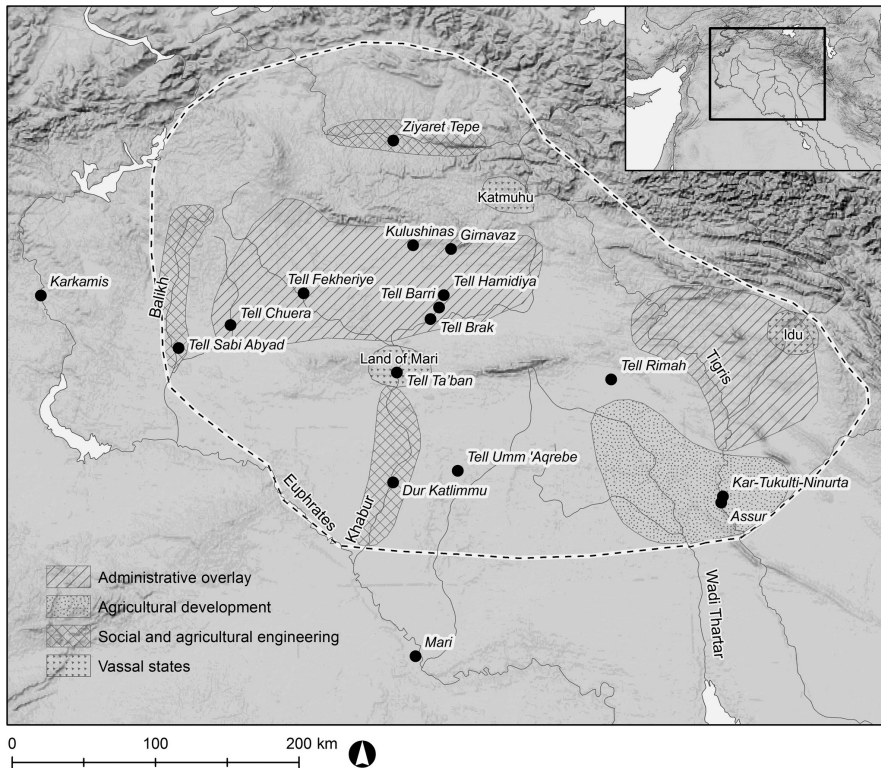 Ziyaret Tepe
Katmuhu
Kulushinas
Girnavaz
Karkamis
Balikh
Tell Fekheriye
Tell Hamidiya
Tell Barri
Tell Chuera
Tell Brak
Tell Sabi Abyad
Idu
Tigris
Land of Mari
Tell Ta'ban
Tell Rimah
Tell Umm 'Aqrebe
Euphrates
Khabur
Dur Katlimmu
Kar-Tukulti-Ninurta
Assur
Wadi Thartar
Mari
Administrative overlay
Agricultural development
Social and agricultural engineering
Vassal states
0 100 200 km